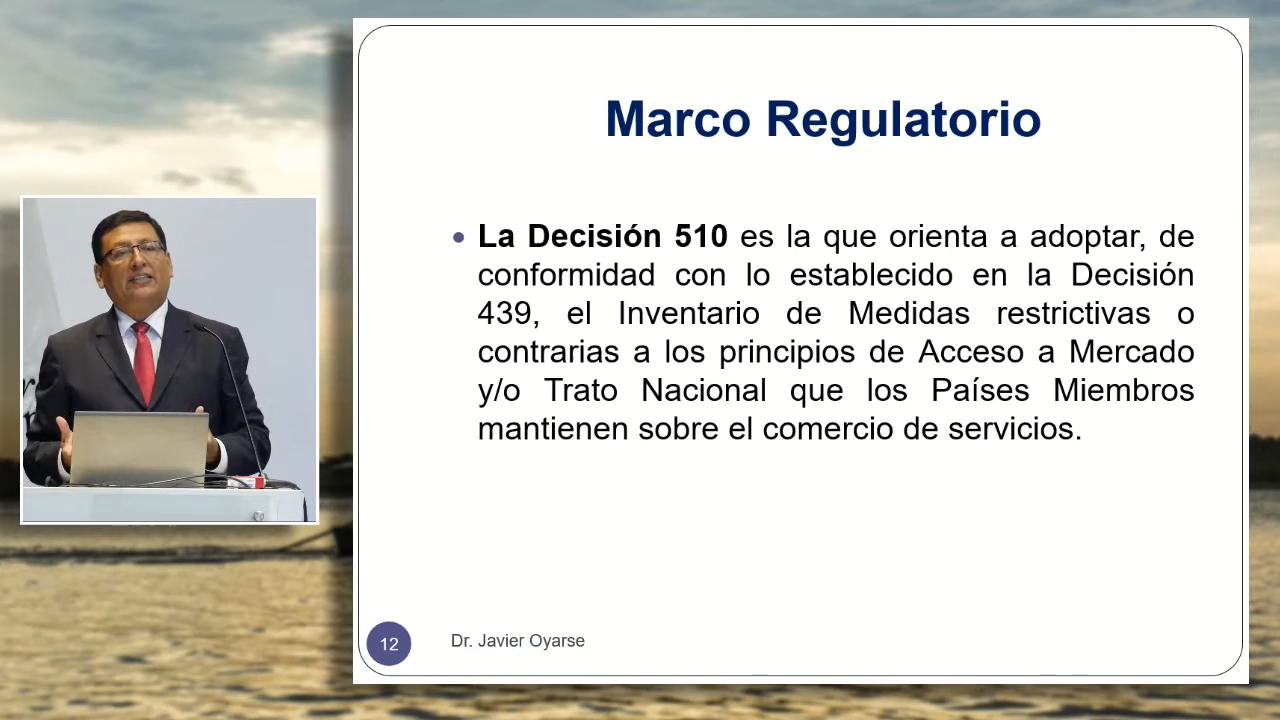 Marco Regulatorio
• La Decisión 510 es la que orienta a adoptar, de
conformidad con lo establecido en la Decisión
439, el Inventario de Medidas restrictivas o
contrarias a los principios de Acceso a Mercado
y/o Trato Nacional que los Países Miembros
mantienen sobre el comercio de servicios.
12
Dr. Javier Oyarse